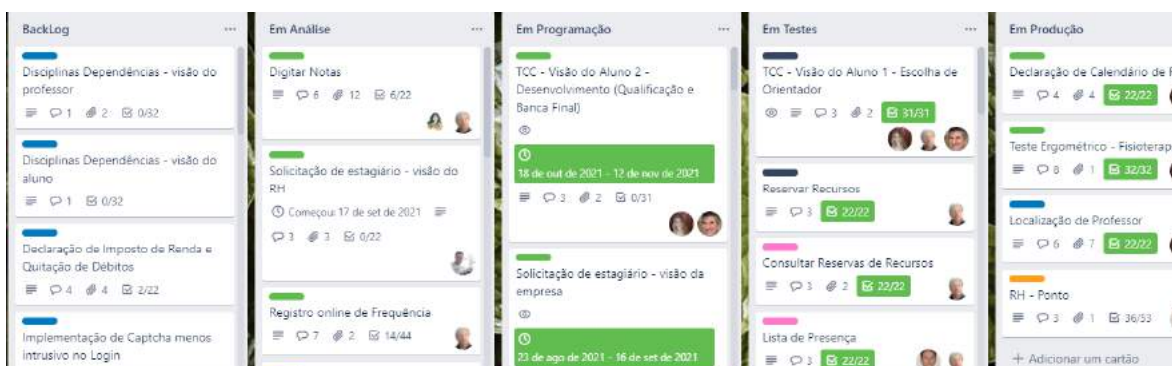 BackLog
Disciplinas Dependências - visão do
professor
1 2 0/32
Disciplinas Dependências - visão do
aluno
1 0/32
Declaração de Imposto de Renda e
Quitação de Débitos
4 4 2/22
Implementação de Captcha menos
intrusivo no Login
Em Análise
Digitar Notas
6 12 6/22
Solicitação de estagiário - visão do
RH
Começou: 17 de set de 2021
3 3 0/22
Registro online de Frequência
7 2 14/44
Em Programação
TCC - Visão do Aluno 2 -
Desenvolvimento (Qualificação e
Banca Final)
18 de out de 2021 - 12 de nov de 2021
3 2 0/31
Solicitação de estagiário - visão da
empresa
23 de ago de 2021 - 16 de set de 2021
Em Testes
TCC - Visão do Aluno 1 - Escolha de
Orientador
3 2 31/31
Reservar Recursos
3 22/22
Consultar Reservas de Recursos
3 2 22/22
Lista de Presença
3 22/22
Em Produção
Declaração de Calendário de
4 4 22/22
Teste Ergométrico - Fisioterap
8 1 32/32
Localização de Professor
6 7 22/22
RH - Ponto
3 1 36/53
+ Adicionar um cartão